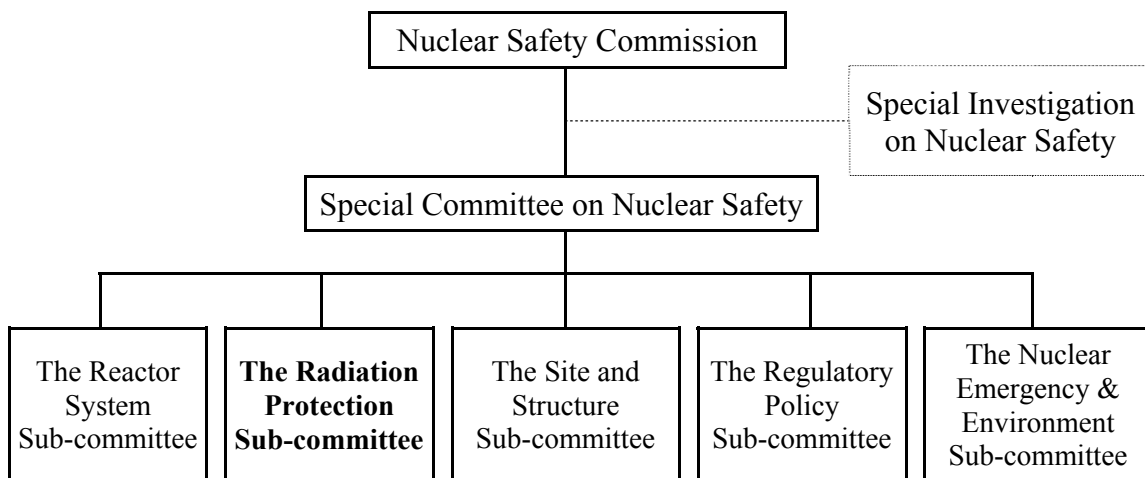 Nuclear Safety Commission
Special Investigation
on Nuclear Safety
Special Committee on Nuclear Safety
The Reactor
System
Sub-committee
The Radiation
Protection
Sub-committee
The Site and
Structure
Sub-committee
The Regulatory
Policy
Sub-committee
The Nuclear
Emergency &
Environment
Sub-committee